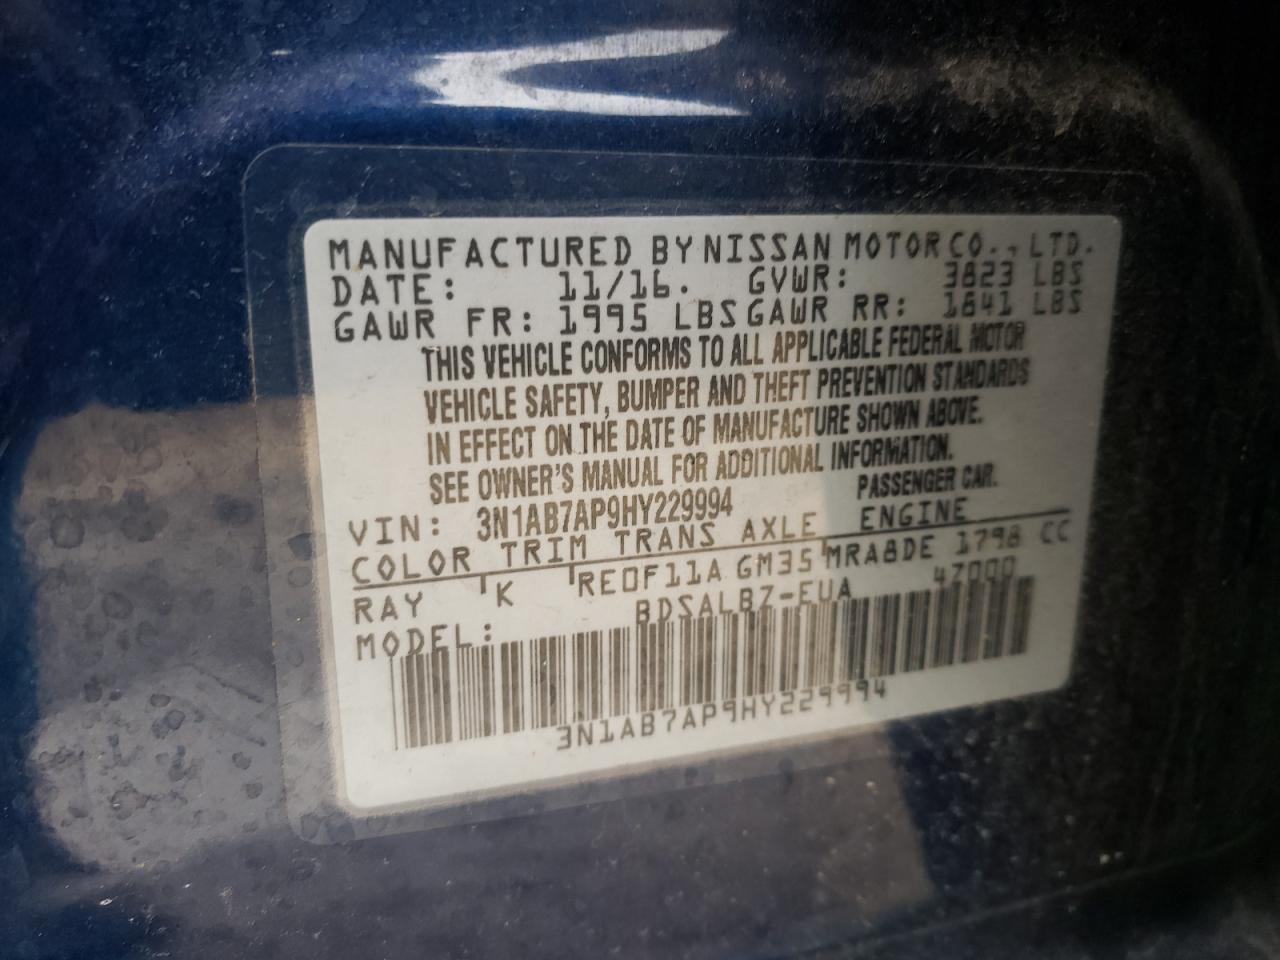 MANUFACTURED BY NISSAN MOTOR CO., LTD.
DATE: 11/16. GVWR: 3823 LBS
GAWR FR: 1995 LBS GAWR RR: 1841 LBS
THIS VEHICLE CONFORMS TO ALL APPLICABLE FEDERAL MOTOR
VEHICLE SAFETY, BUMPER AND THEFT PREVENTION STANDARDS
IN EFFECT ON THE DATE OF MANUFACTURE SHOWN ABOVE.
SEE OWNER'S MANUAL FOR ADDITIONAL INFORMATION.
VIN: 3N1AB7AP9HY229994 PASSENGER CAR.
COLOR TRIM TRANS AXLE ENGINE
RAY K RE0F11A GM35 MRA8DE 1798 CC
MODEL: BDSALBZ-EUA 47000
3N1AB7AP9HY229994